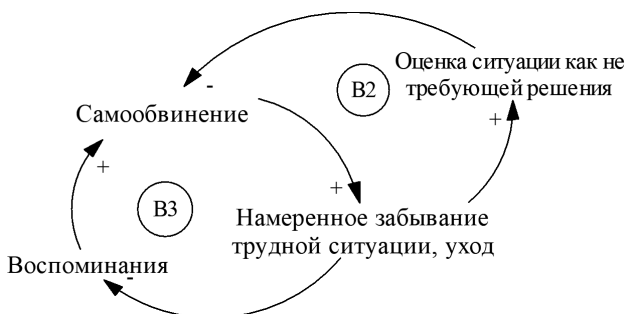 Оценка ситуации как не
требующей решения
-
B2
Самообвинение
+
+
+
B3
Намеренное забывание
трудной ситуации, уход
Воспоминания
-